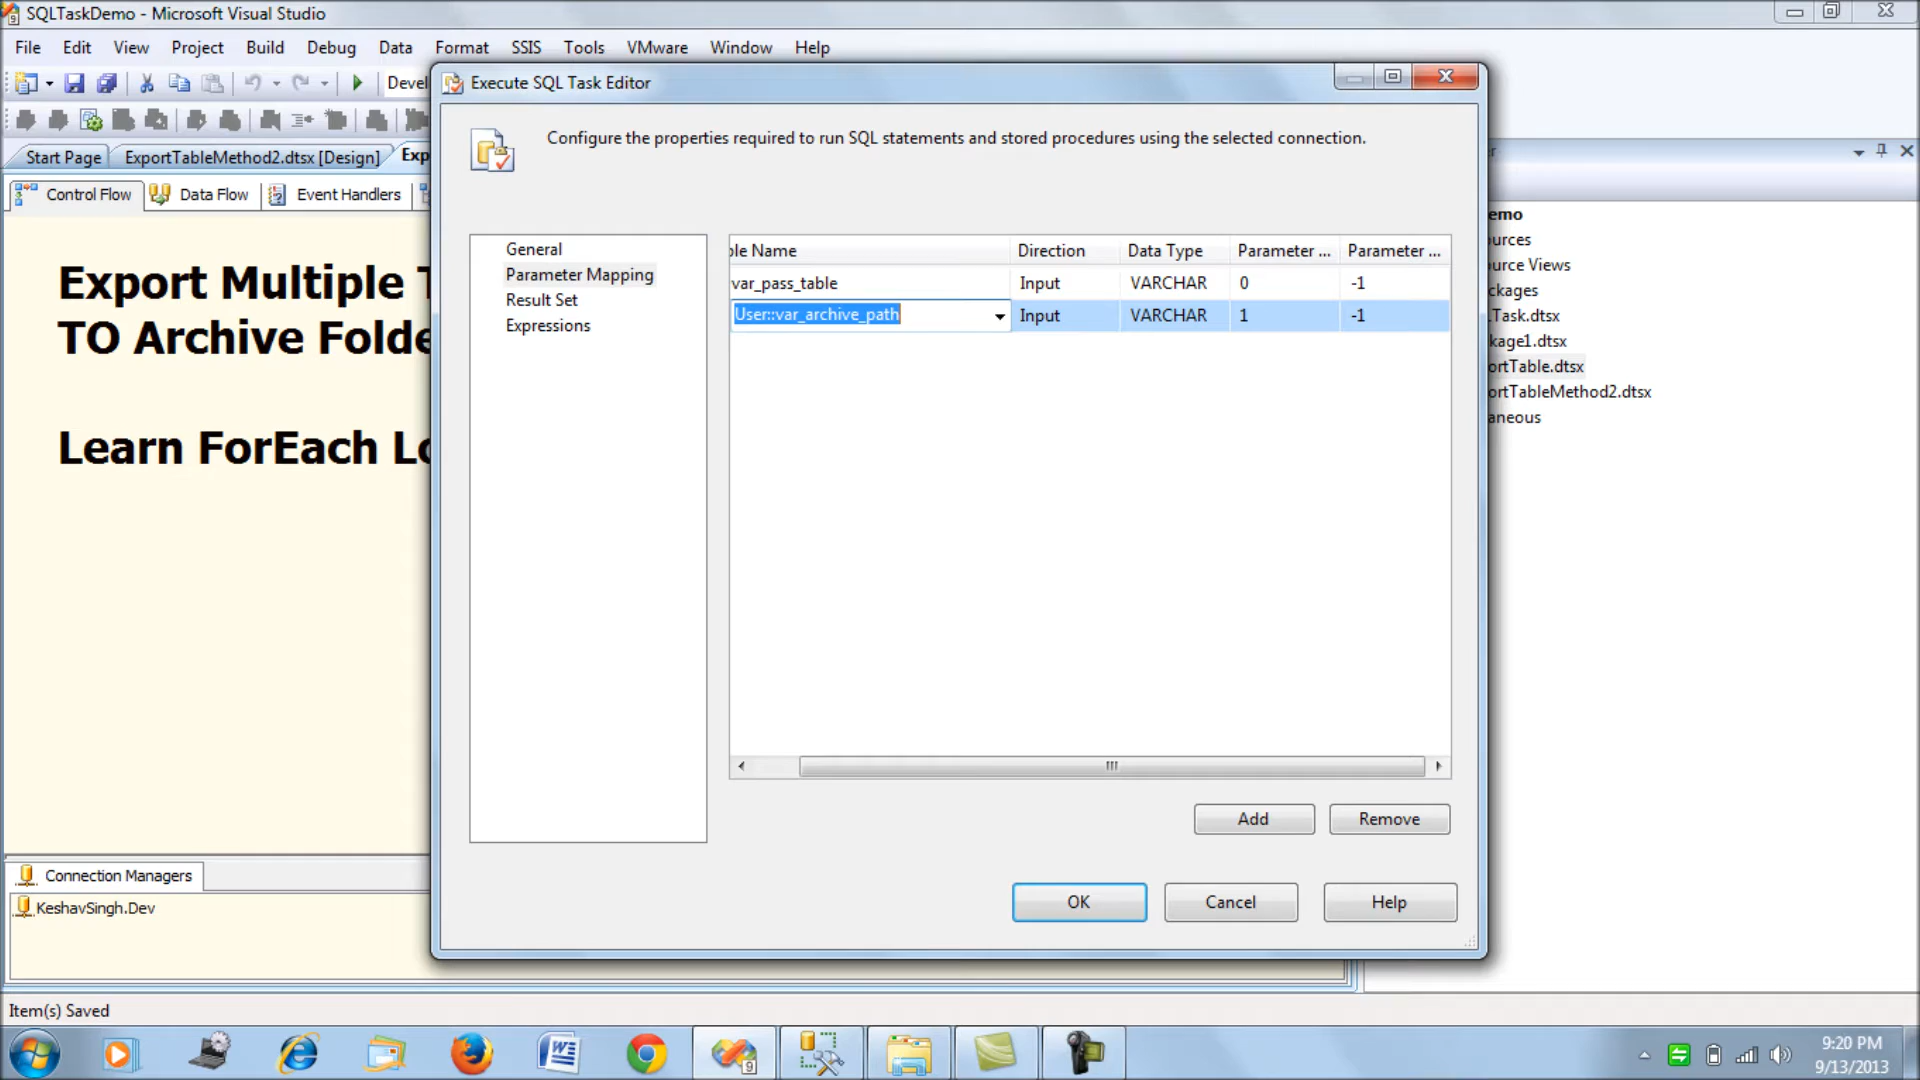 SQLTaskDemo - Microsoft Visual Studio
File Edit View Project Build Debug Data Format SSIS Tools VMware Window Help
Devel
Execute SQL Task Editor
Configure the properties required to run SQL statements and stored procedures using the selected connection.
Start Page ExportTableMethod2.dtsx [Design] Exp
Control Flow Data Flow Event Handlers
Export Multiple T
TO Archive Folde
Learn ForEach Lo
General
Parameter Mapping
Result Set
Expressions
ble Name Direction Data Type Parameter ... Parameter ...
var_pass_table Input VARCHAR 0 -1
User::var_archive_path Input VARCHAR 1 -1
Add Remove
OK Cancel Help
er
emo
urces
urce Views
ckages
LTask.dtsx
kage1.dtsx
ortTable.dtsx
ortTableMethod2.dtsx
aneous
Connection Managers
KeshavSingh.Dev
Item(s) Saved
9:20 PM
9/13/2013